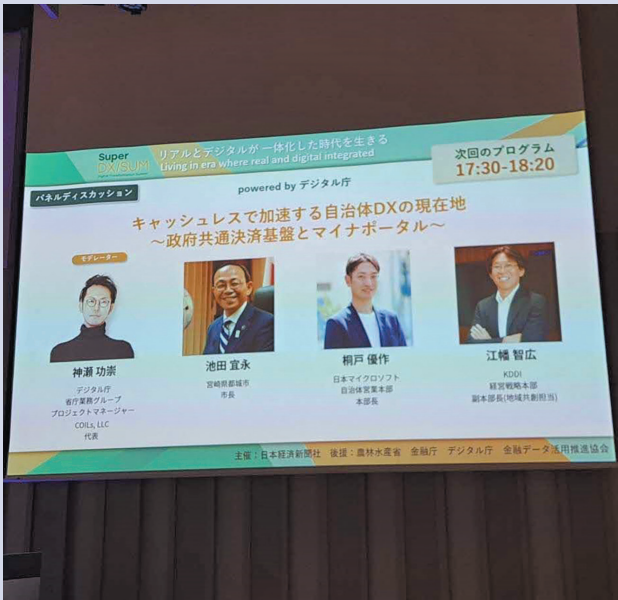 Super
DX/SUM
リアルとデジタルが一体化した時代を生きる
Living in era where real and digital integrated
次回のプログラム
17:30-18:20
パネルディスカッション
powered by デジタル庁
キャッシュレスで加速する自治体DXの現在地
～政府共通決済基盤とマイナポータル～
モデレーター
神瀬 功崇
デジタル庁
省庁業務グループ
プロジェクトマネージャー
COILs, LLC
代表
池田 宜永
宮崎県都城市
市長
桐戸 優作
日本マイクロソフト
自治体営業本部
本部長
江幡 智広
KDDI
経営戦略本部
副本部長(地域共創担当)
主催：日本経済新聞社 後援：農林水産省 金融庁 デジタル庁 金融データ活用推進協会